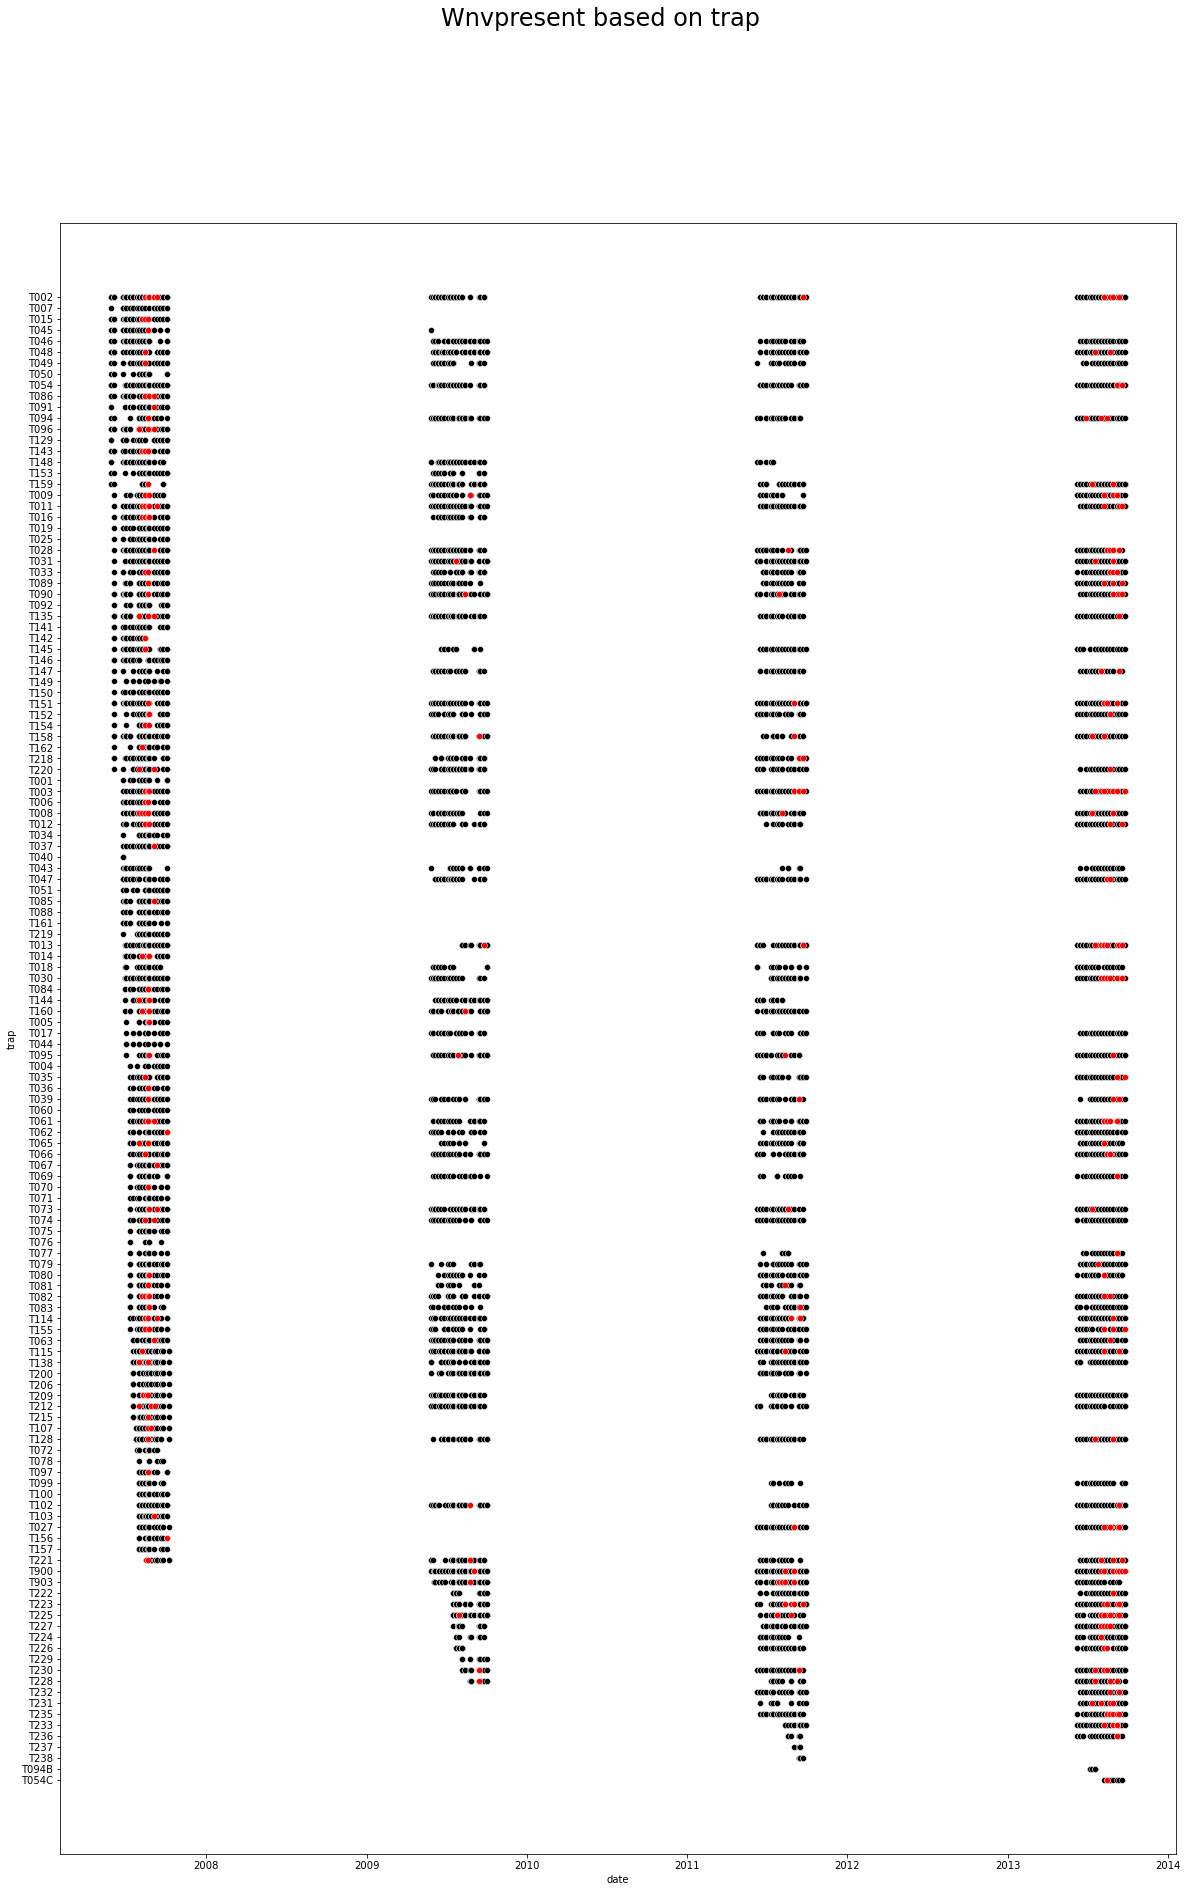 Wnvpresent based on trap
T002
T007
T015
T045
T046
T048
T049
T050
T054
T086
T091
T094
T096
T129
T143
T148
T153
T159
T009
T011
T016
T019
T025
T028
T031
T033
T089
T090
T092
T135
T141
T142
T145
T146
T147
T149
T150
T151
T152
T154
T158
T162
T218
T220
T001
T003
T006
T008
T012
T034
T037
T040
T043
T047
T051
T085
T088
T161
T219
T013
T014
T018
T030
T084
T144
T160
T005
T017
T044
T095
T004
T035
T036
T039
T060
T061
T062
T065
T066
T067
T069
T070
T071
T073
T074
T075
T076
T077
T079
T080
T081
T082
T083
T114
T155
T063
T115
T138
T200
T206
T209
T212
T215
T107
T128
T072
T078
T097
T099
T100
T102
T103
T027
T156
T157
T221
T900
T903
T222
T223
T225
T227
T224
T226
T229
T230
T228
T232
T231
T235
T233
T236
T237
T238
T094B
T054C
trap
2008 2009 2010 2011 2012 2013 2014
date